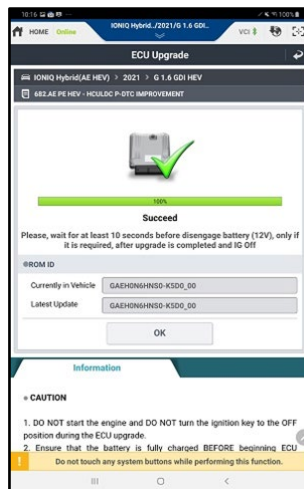 10:16
100%
HOME Online
IONIQ Hybrid../2021/G 1.6 GDI..
VCI
ECU Upgrade
IONIQ Hybrid(AE HEV) > 2021 > G 1.6 GDI HEV
682.AE PE HEV - HCULDC P-DTC IMPROVEMENT
100%
Succeed
Please, wait for at least 10 seconds before disengage battery (12V), only if
it is required, after upgrade is completed and IG Off
ROM ID
Currently in Vehicle GAEH0N6HNS0-K5D0_00
Latest Update GAEH0N6HNS0-K5D0_00
OK
Information
● CAUTION
1. DO NOT start the engine and DO NOT turn the ignition key to the OFF
position during the ECU upgrade.
2. Ensure that the battery is fully charged BEFORE beginning ECU
! Do not touch any system buttons while performing this function.